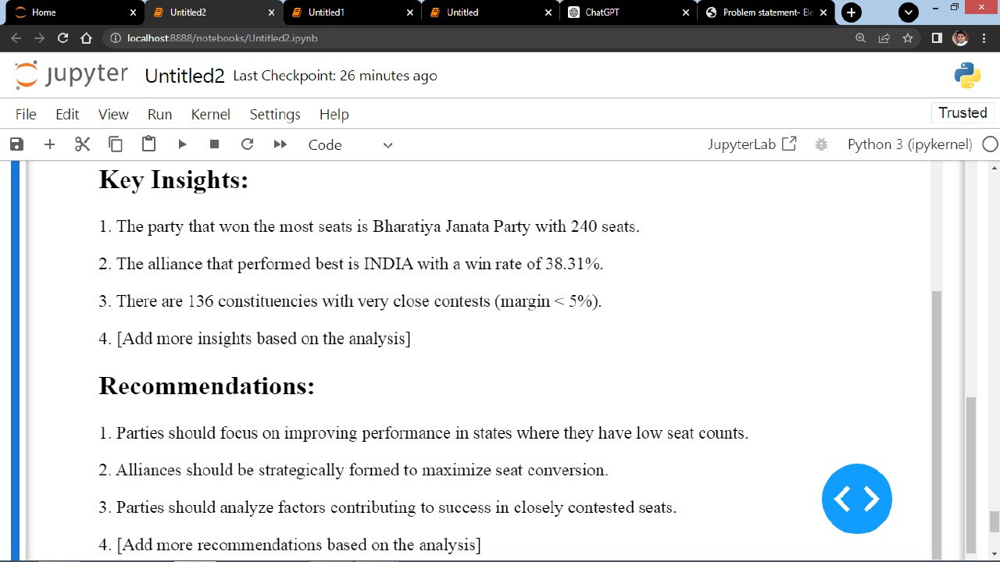 Home
Untitled2
Untitled1
Untitled
ChatGPT
Problem statement- Ele
localhost:8888/notebooks/Untitled2.ipynb
jupyter Untitled2 Last Checkpoint: 26 minutes ago
File Edit View Run Kernel Settings Help Trusted
Code JupyterLab Python 3 (ipykernel)
Key Insights:
1. The party that won the most seats is Bharatiya Janata Party with 240 seats.
2. The alliance that performed best is INDIA with a win rate of 38.31%.
3. There are 136 constituencies with very close contests (margin < 5%).
4. [Add more insights based on the analysis]
Recommendations:
1. Parties should focus on improving performance in states where they have low seat counts.
2. Alliances should be strategically formed to maximize seat conversion.
3. Parties should analyze factors contributing to success in closely contested seats.
4. [Add more recommendations based on the analysis]